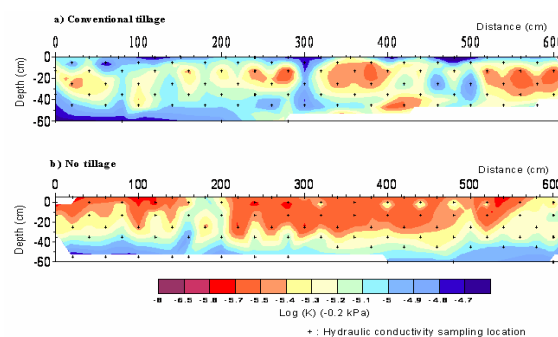 a) Conventional tillage
Distance (cm)
0 100 200 300 400 500 600
Depth (cm)
0
-20
-40
-60
b) No tillage
Distance (cm)
0 100 200 300 400 500 600
Depth (cm)
0
-20
-40
-60
-6 -6.5 -5.8 -5.7 -5.5 -5.4 -5.3 -5.2 -5.1 -5 -4.9 -4.8 -4.7
Log (K) (-0.2 kPa)
+ : Hydraulic conductivity sampling location